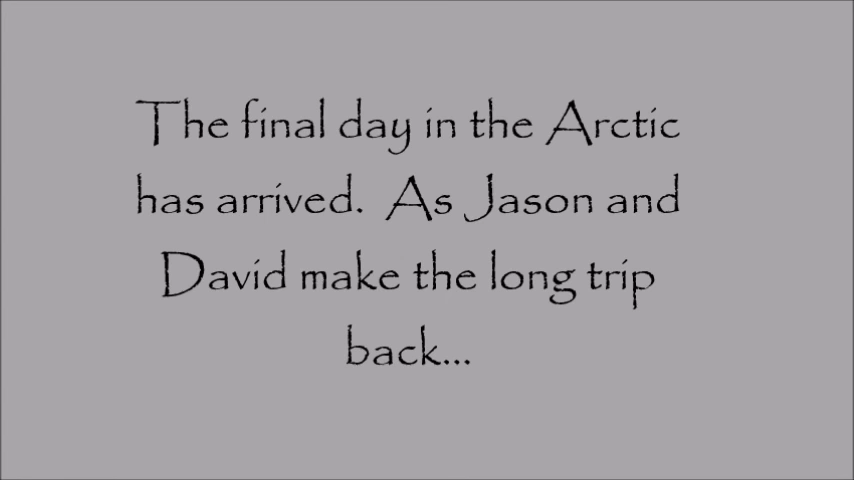 The final day in the Arctic
has arrived.  As Jason and
David make the long trip
back...